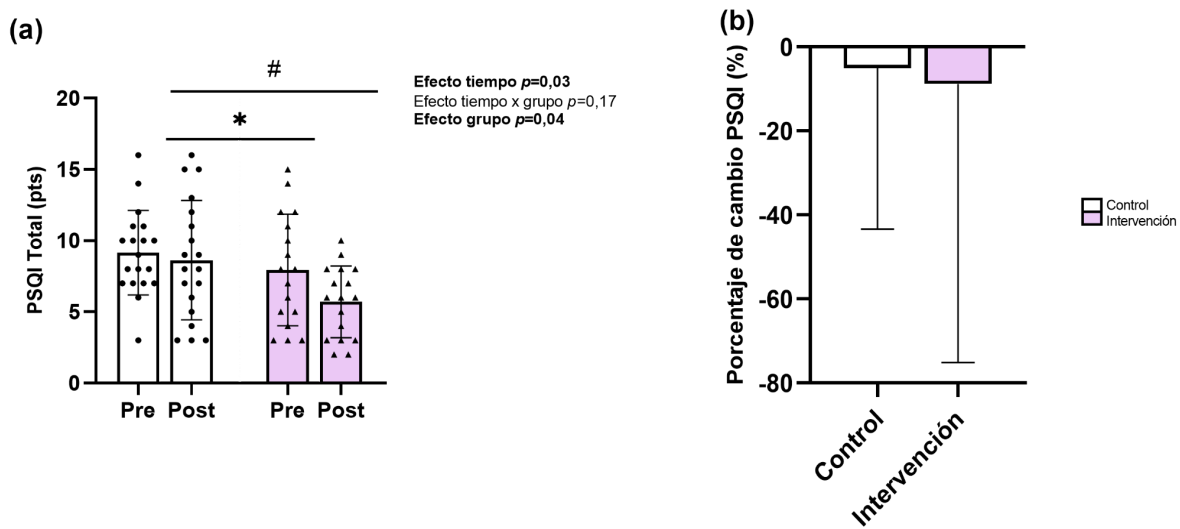 (a)
#
*
Efecto tiempo p=0,03
Efecto tiempo x grupo p=0,17
Efecto grupo p=0,04
PSQI Total (pts)
20
15
10
5
0
Pre Post Pre Post
(b)
Porcentaje de cambio PSQI (%)
0
-20
-40
-60
-80
Control
Intervención
Control
Intervención